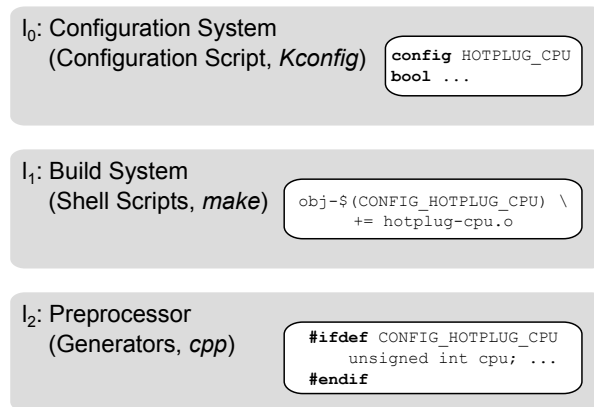 l₀: Configuration System
(Configuration Script, Kconfig)
config HOTPLUG_CPU
bool ...
l₁: Build System
(Shell Scripts, make)
obj-$(CONFIG_HOTPLUG_CPU) \
+= hotplug-cpu.o
l₂: Preprocessor
(Generators, cpp)
#ifdef CONFIG_HOTPLUG_CPU
unsigned int cpu; ...
#endif